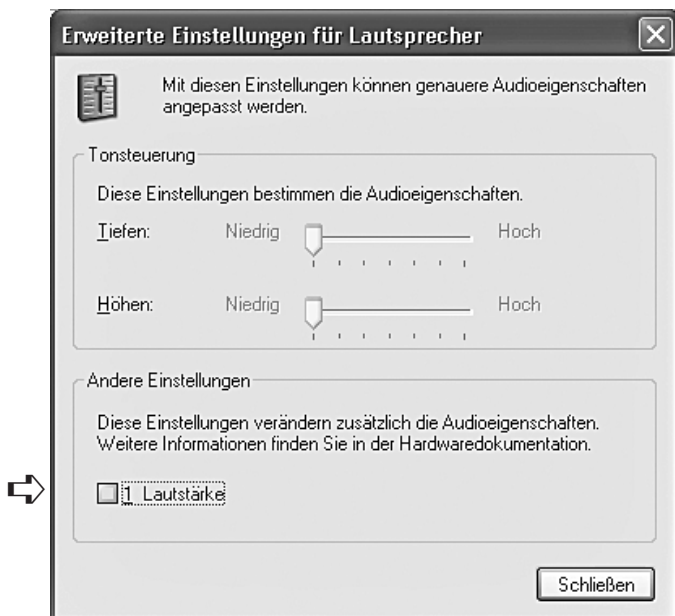 Erweiterte Einstellungen für Lautsprecher
Mit diesen Einstellungen können genauere Audioeigenschaften
angepasst werden.
Tonsteuerung
Diese Einstellungen bestimmen die Audioeigenschaften.
Tiefen: Niedrig Hoch
Höhen: Niedrig Hoch
Andere Einstellungen
Diese Einstellungen verändern zusätzlich die Audioeigenschaften.
Weitere Informationen finden Sie in der Hardwaredokumentation.
1 Lautstärke
Schließen